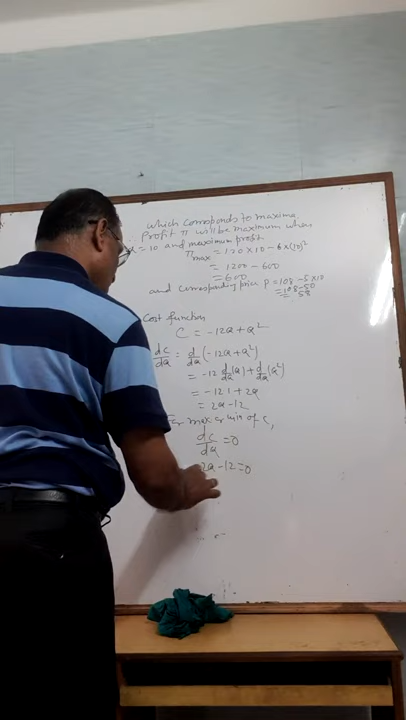 which corresponds to maxima.
Profit π will be maximum when
= 10 and maximum profit
π max = 120 × 10 - 6 × (10)²
= 1200 - 600
= 600
and corresponding price P = 108 - 5 × 10
= 108 - 50
= 58
Cost function
C = -12Q + Q²
dC/dQ = d/dQ (-12Q + Q²)
= -12 d/dQ (Q) + d/dQ (Q²)
= -12·1 + 2Q
= 2Q - 12
For max or min of C,
dC/dQ = 0
2Q - 12 = 0